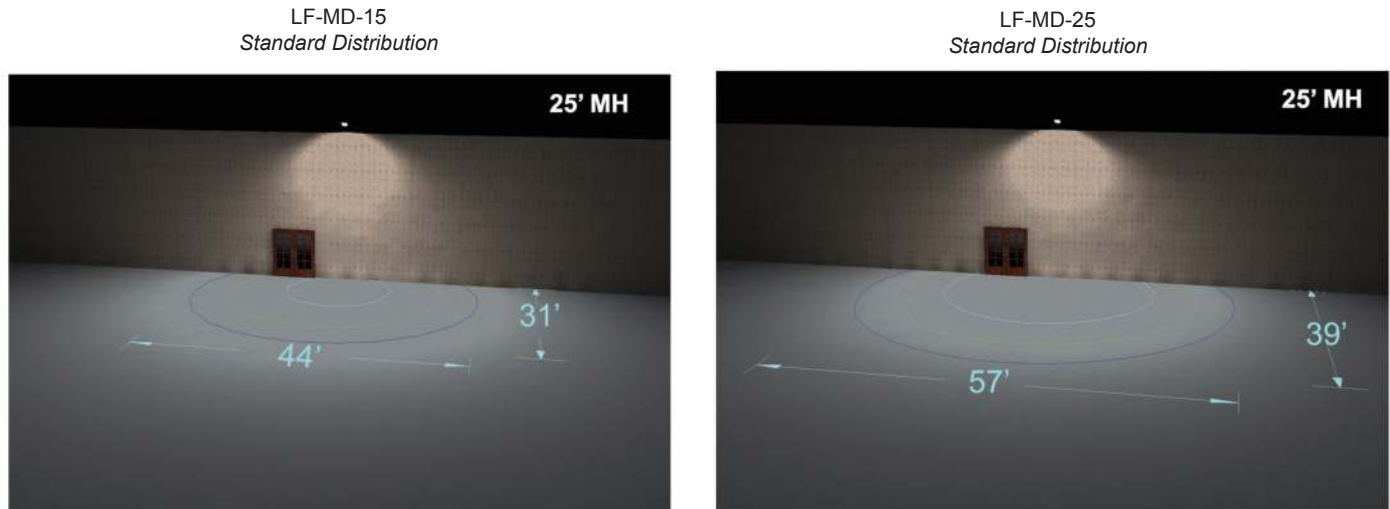 LF-MD-15
Standard Distribution
25' MH
31'
44'
LF-MD-25
Standard Distribution
25' MH
39'
57'